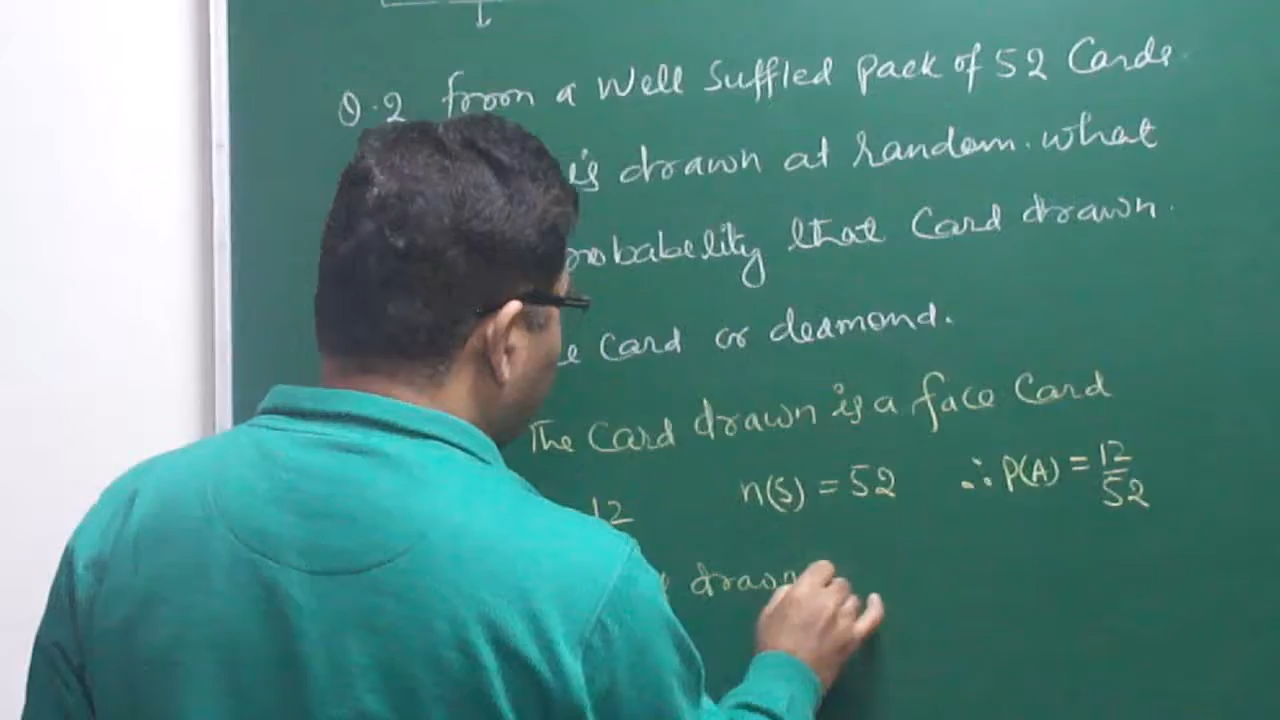 Q.2 from a Well Suffled pack of 52 Cards
is drawn at random. what
probabelity that Card drawn.
Card or deamond.
The Card drawn is a face Card
12 n(S) = 52 ∴ P(A) = 12/52
drawn